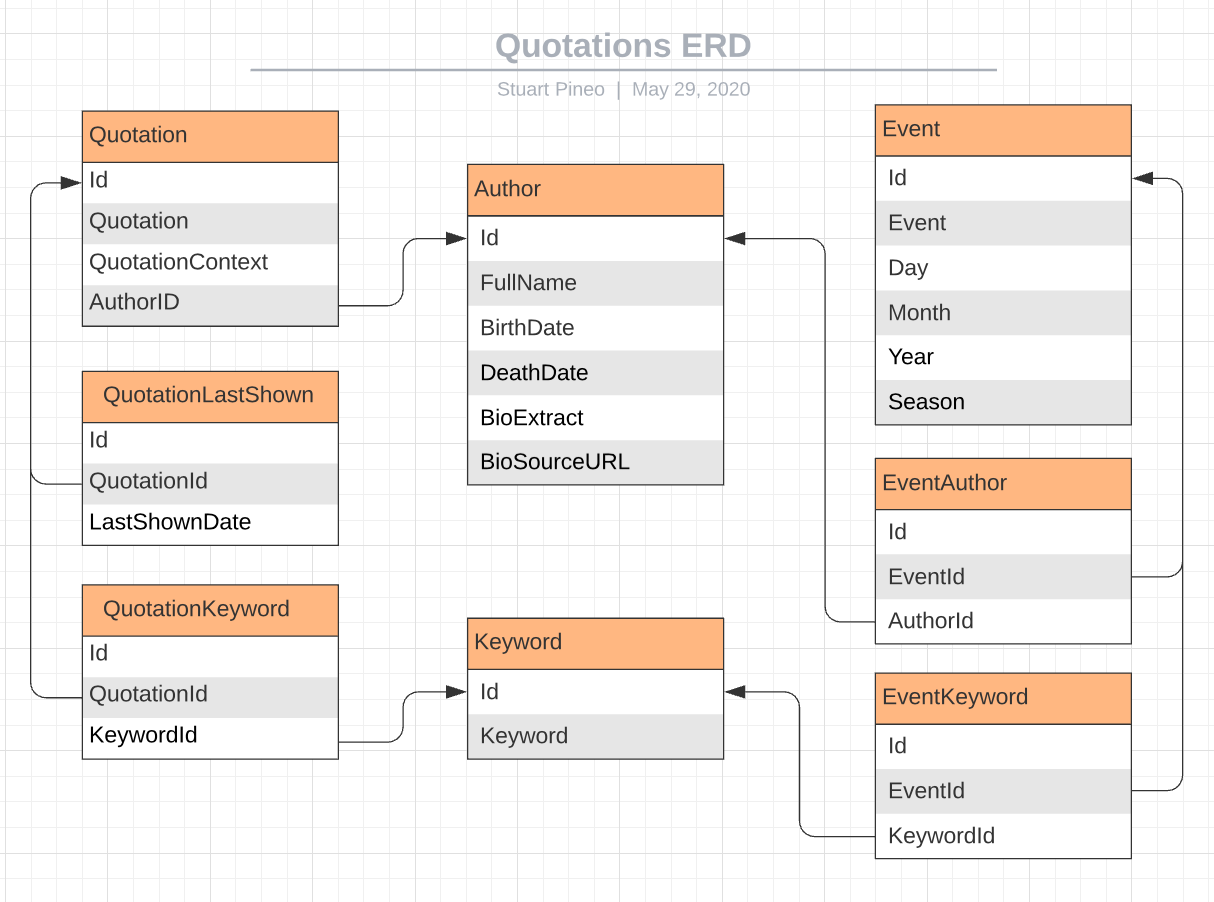 Quotations ERD
Stuart Pineo | May 29, 2020
Quotation
Id
Quotation
QuotationContext
AuthorID
QuotationLastShown
Id
QuotationId
LastShownDate
QuotationKeyword
Id
QuotationId
KeywordId
Author
Id
FullName
BirthDate
DeathDate
BioExtract
BioSourceURL
Keyword
Id
Keyword
Event
Id
Event
Day
Month
Year
Season
EventAuthor
Id
EventId
AuthorId
EventKeyword
Id
EventId
KeywordId